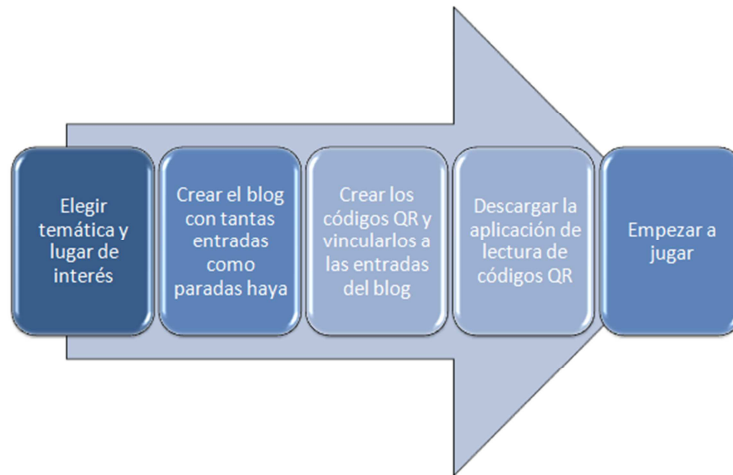 Elegir
temática y
lugar de
interés
Crear el blog
con tantas
entradas
como
paradas haya
Crear los
códigos QR y
vincularlos a
las entradas
del blog
Descargar la
aplicación de
lectura de
códigos QR
Empezar a
jugar